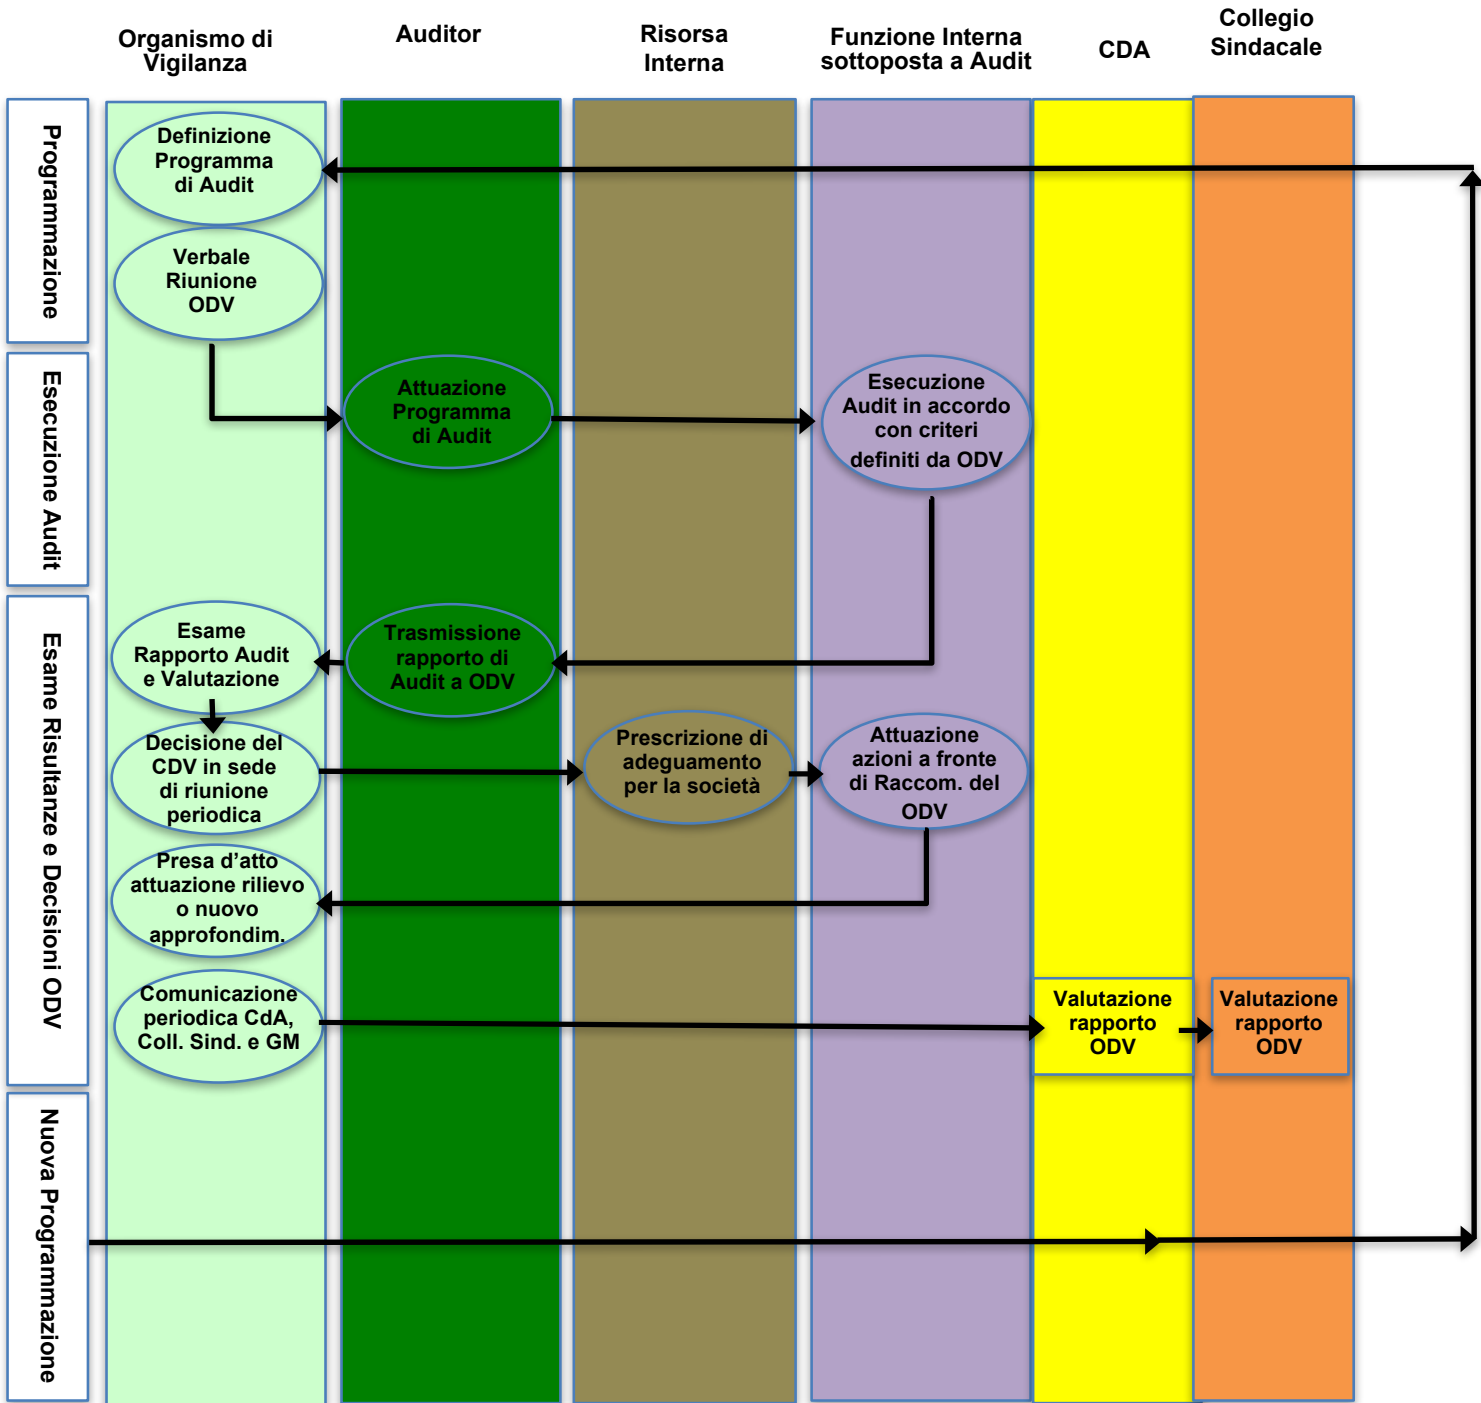 Organismo di
Vigilanza
Auditor
Risorsa
Interna
Funzione Interna
sottoposta a Audit
CDA
Collegio
Sindacale
Programmazione
Definizione
Programma
di Audit
Verbale
Riunione
ODV
Esecuzione Audit
Attuazione
Programma
di Audit
Esecuzione
Audit in accordo
con criteri
definiti da ODV
Esame Risultanze e Decisioni ODV
Esame
Rapporto Audit
e Valutazione
Trasmissione
rapporto di
Audit a ODV
Decisione del
CDV in sede
di riunione
periodica
Prescrizione di
adeguamento
per la società
Attuazione
azioni a fronte
di Raccom. del
ODV
Presa d’atto
attuazione rilievo
o nuovo
approfondim.
Comunicazione
periodica CdA,
Coll. Sind. e GM
Valutazione
rapporto
ODV
Valutazione
rapporto
ODV
Nuova Programmazione